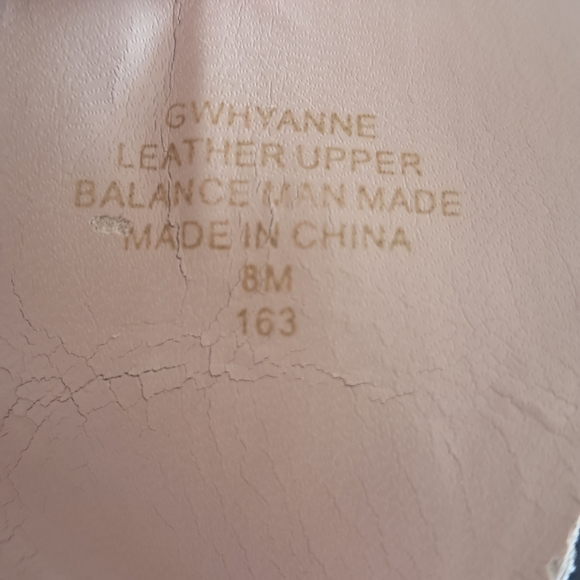 GWHYANNE
LEATHER UPPER
BALANCE MAN MADE
MADE IN CHINA
8M
163